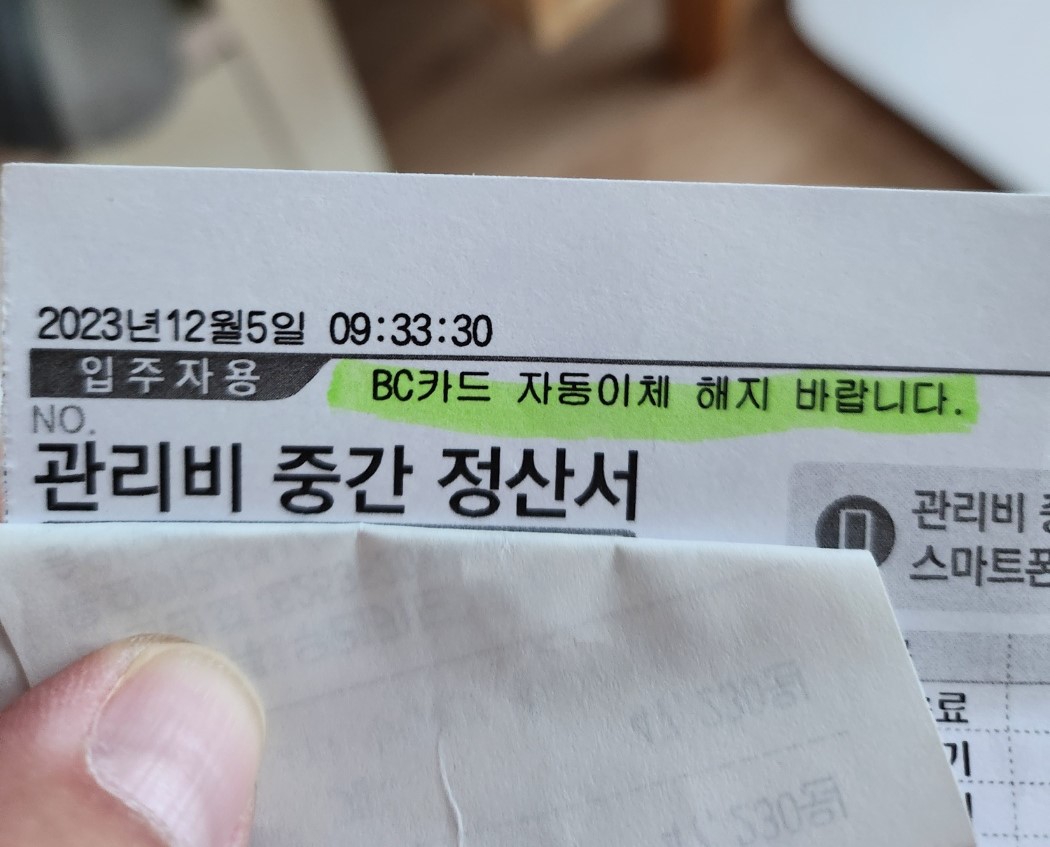 2023년12월5일 09:33:30
입주자용 BC카드 자동이체 해지 바랍니다.
NO.
관리비 중간 정산서
관리비
스마트폰
료
기